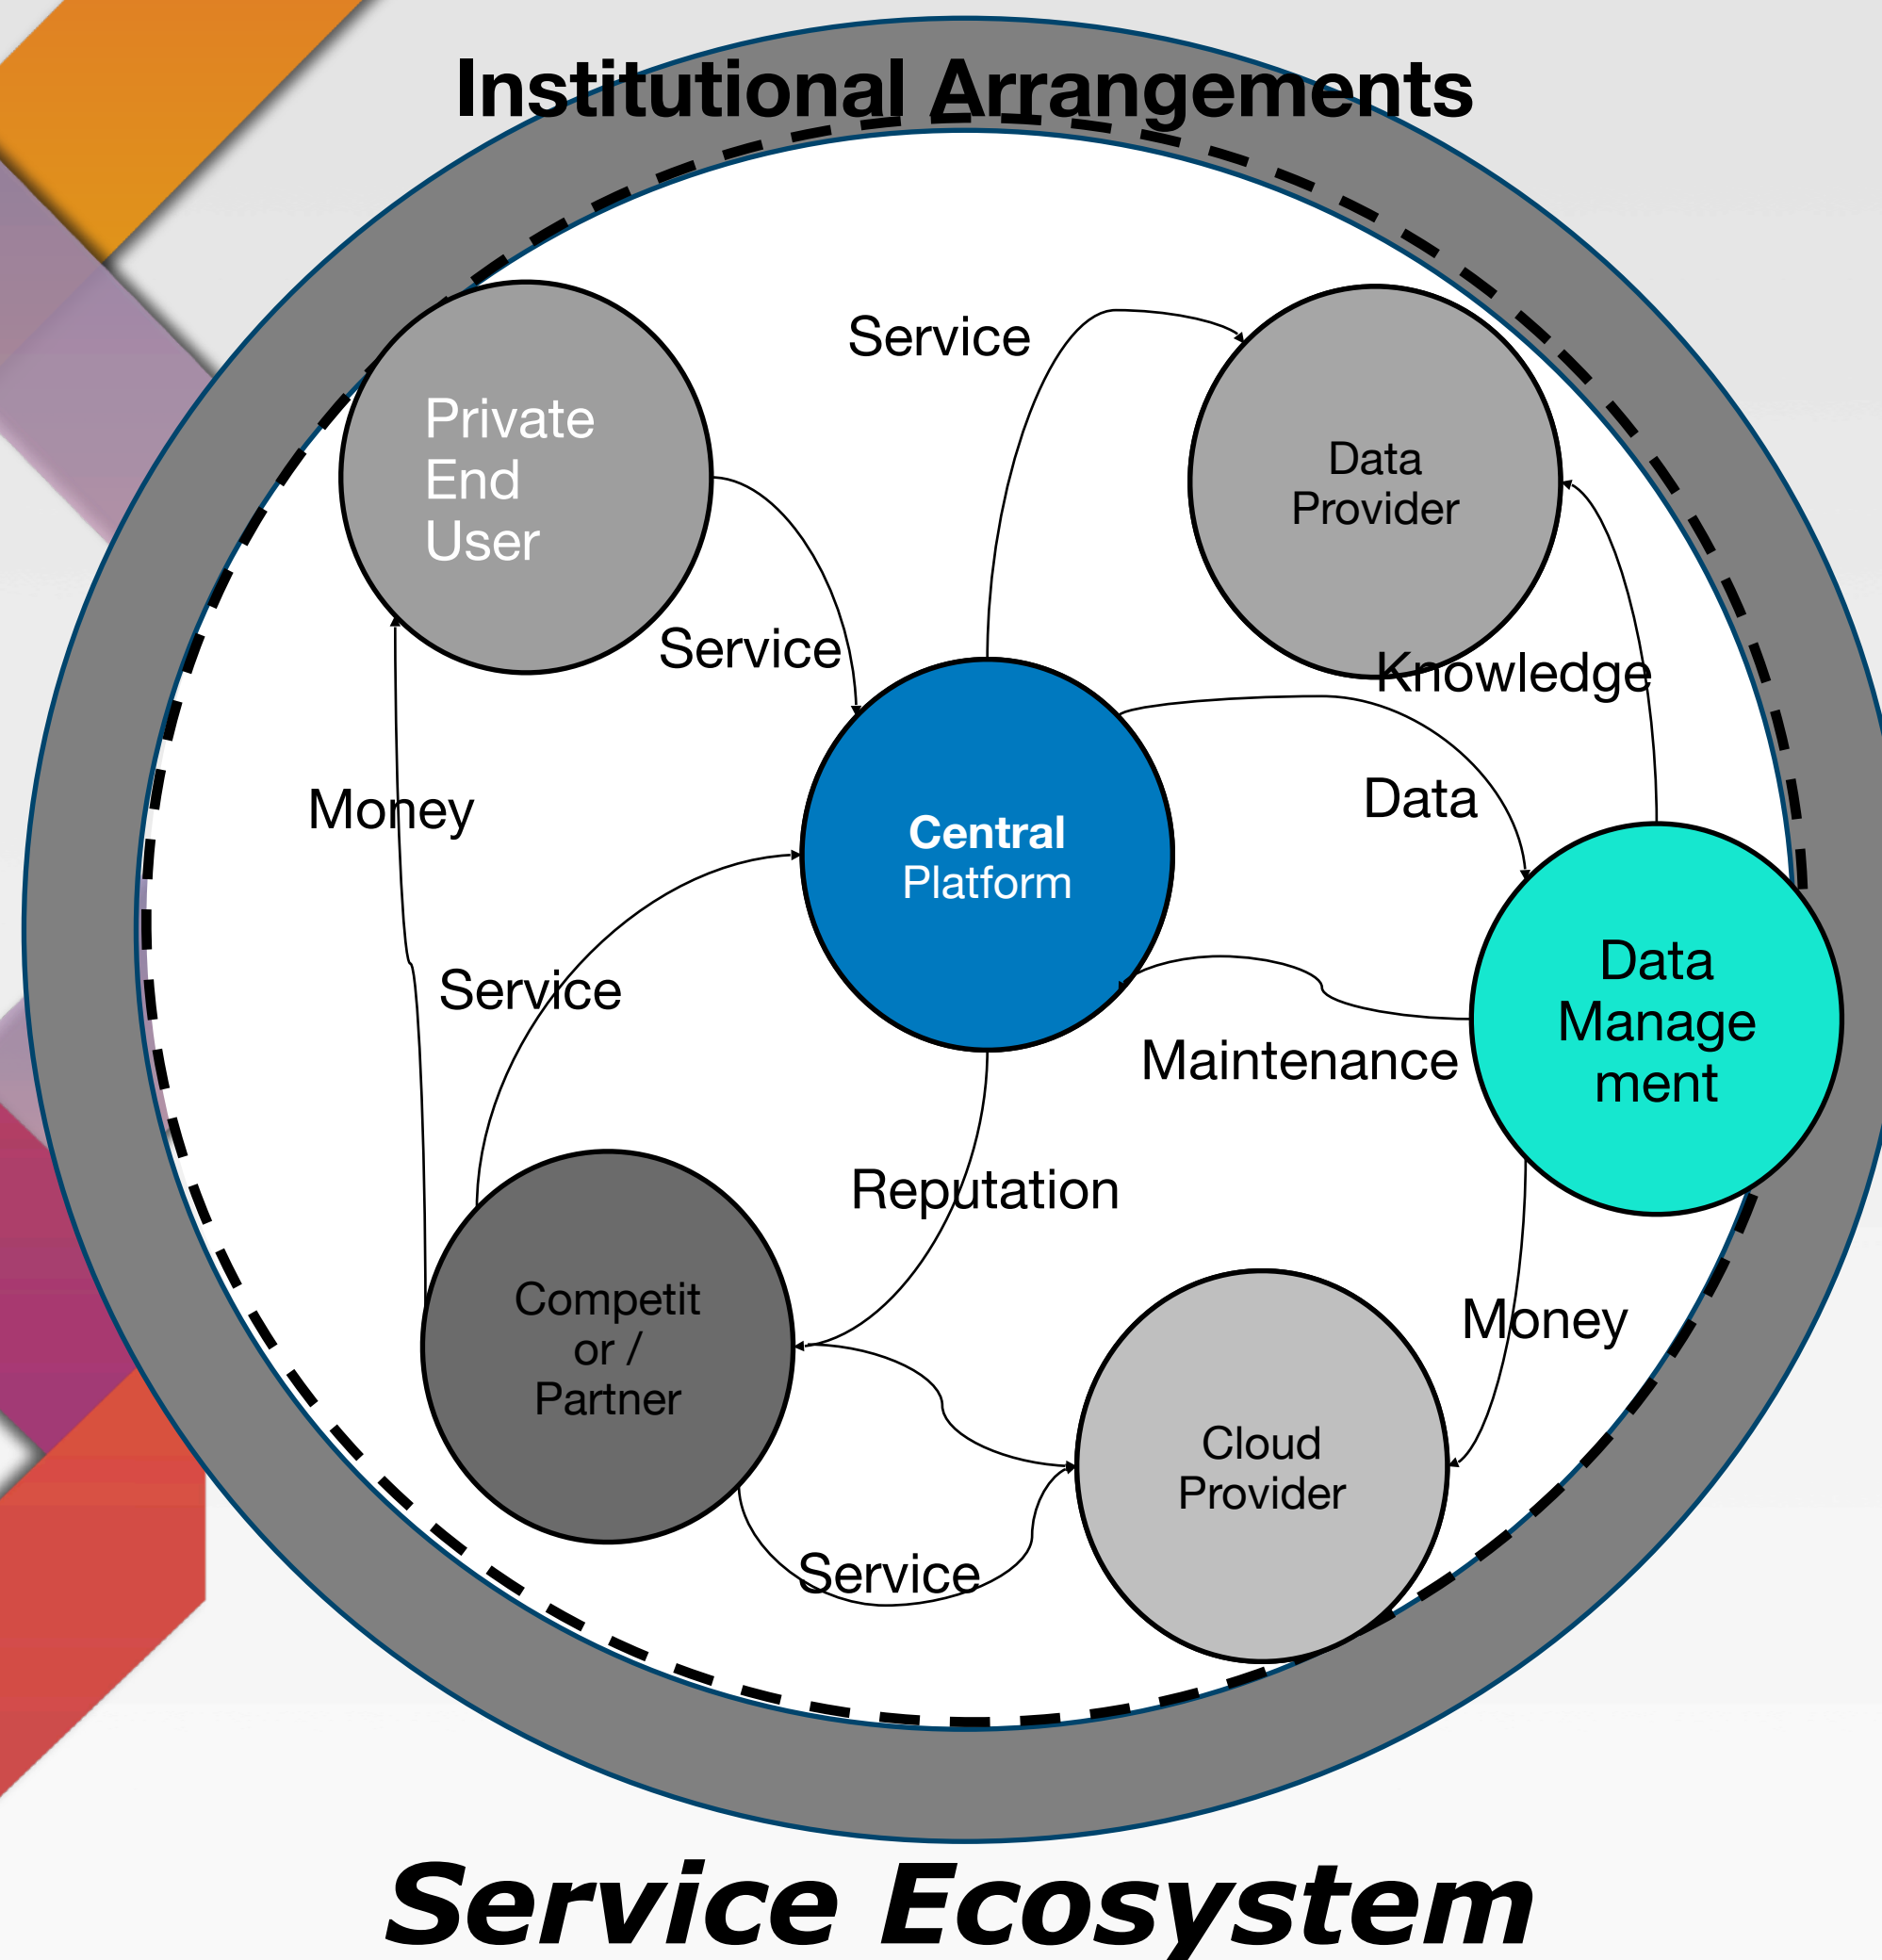 Institutional Arrangements
Service
Private
End
User
Data
Provider
Service
Knowledge
Money
Data
Central
Platform
Service
Data
Manage
ment
Maintenance
Reputation
Competit
or /
Partner
Money
Cloud
Provider
Service
Service Ecosystem